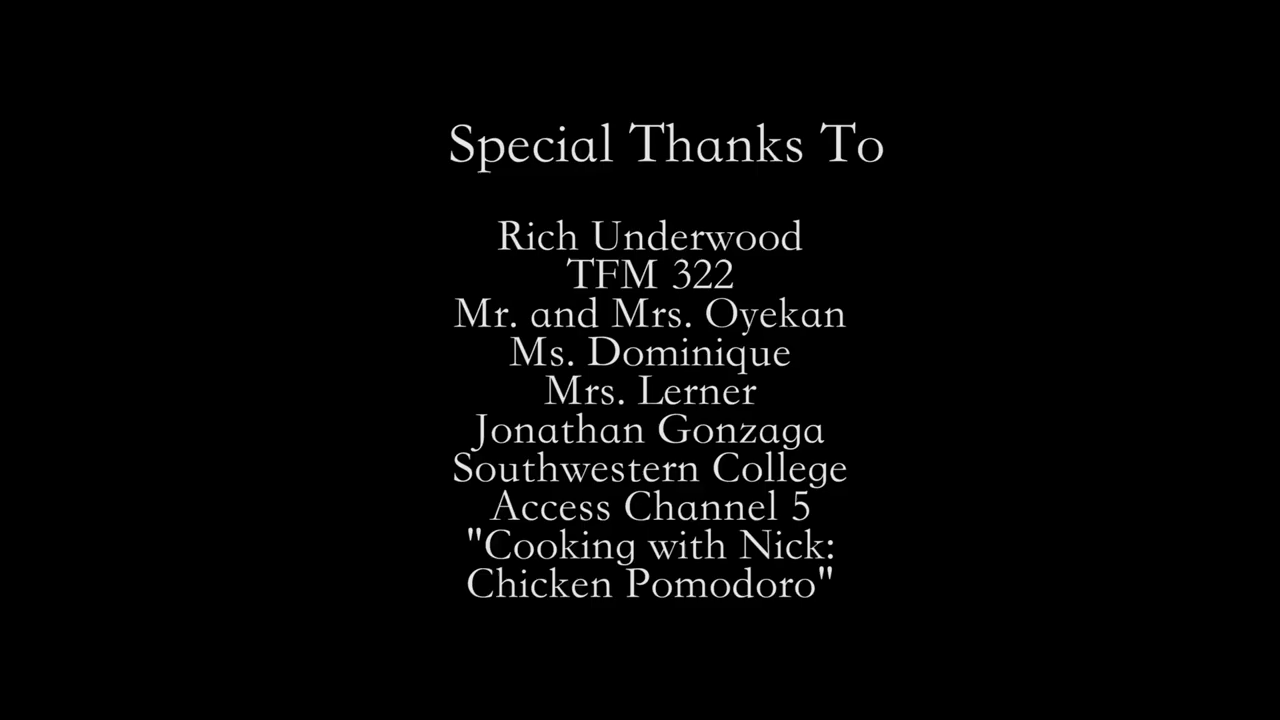 Special Thanks To
Rich Underwood
TFM 322
Mr. and Mrs. Oyekan
Ms. Dominique
Mrs. Lerner
Jonathan Gonzaga
Southwestern College
Access Channel 5
"Cooking with Nick:
Chicken Pomodoro"